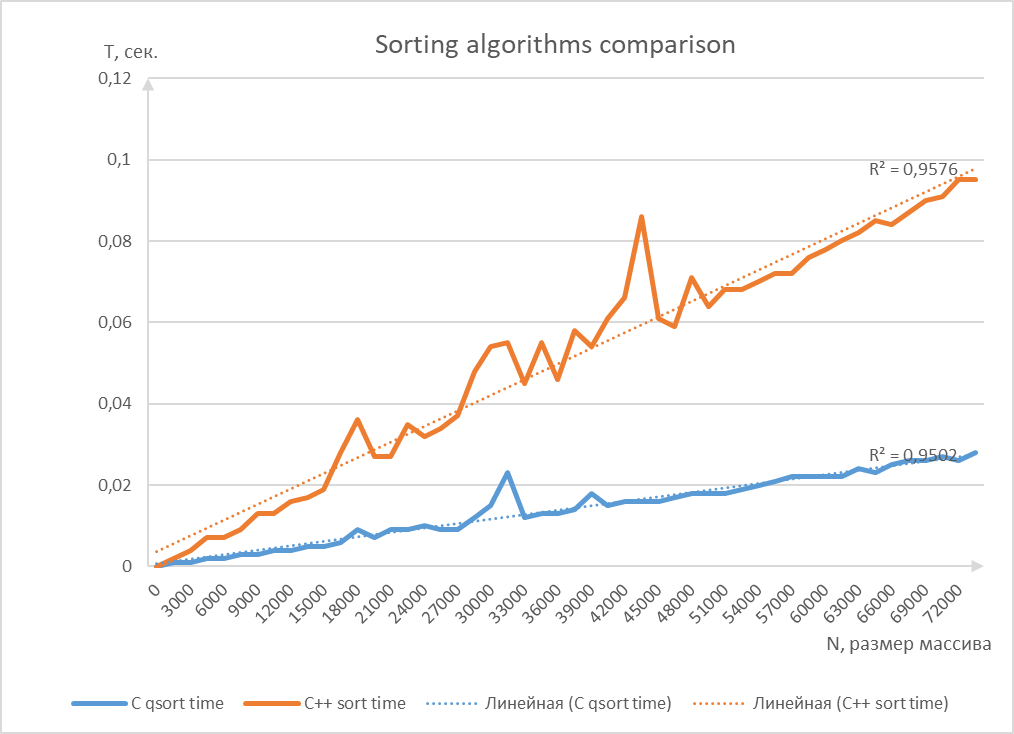 Sorting algorithms comparison
T, сек.
0,12
0,1
0,08
0,06
0,04
0,02
0
R² = 0,9576
R² = 0,9502
0 3000 6000 9000 12000 15000 18000 21000 24000 27000 30000 33000 36000 39000 42000 45000 48000 51000 54000 57000 60000 63000 66000 69000 72000
N, размер массива
C qsort time C++ sort time Линейная (C qsort time) Линейная (C++ sort time)